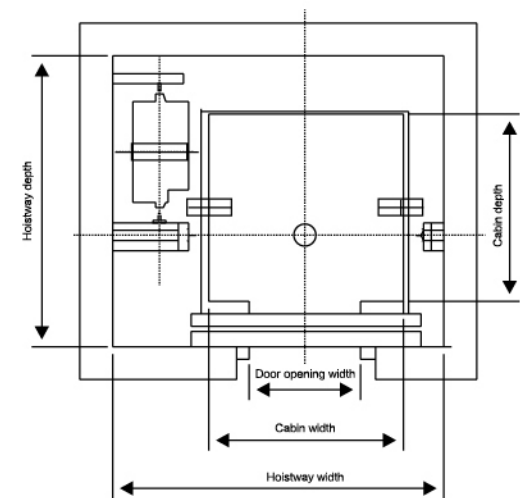 Hoistway depth
Cabin depth
Door opening width
Cabin width
Hoistway width